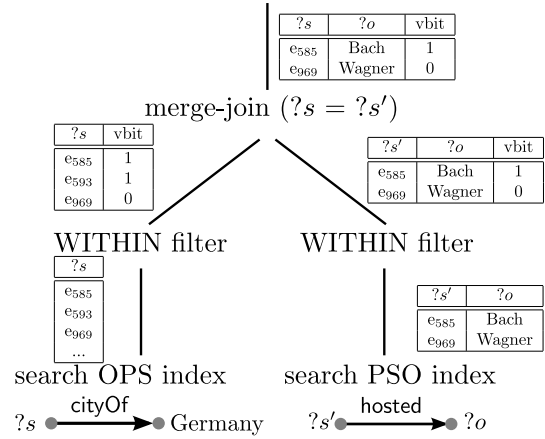 ?s ?o vbit
e585 Bach 1
e969 Wagner 0
merge-join (?s = ?s′)
?s vbit
e585 1
e593 1
e969 0
?s′ ?o vbit
e585 Bach 1
e969 Wagner 0
WITHIN filter
WITHIN filter
?s
e585
e593
e969
...
?s′ ?o
e585 Bach
e969 Wagner
search OPS index
search PSO index
?s cityOf Germany
?s′ hosted ?o